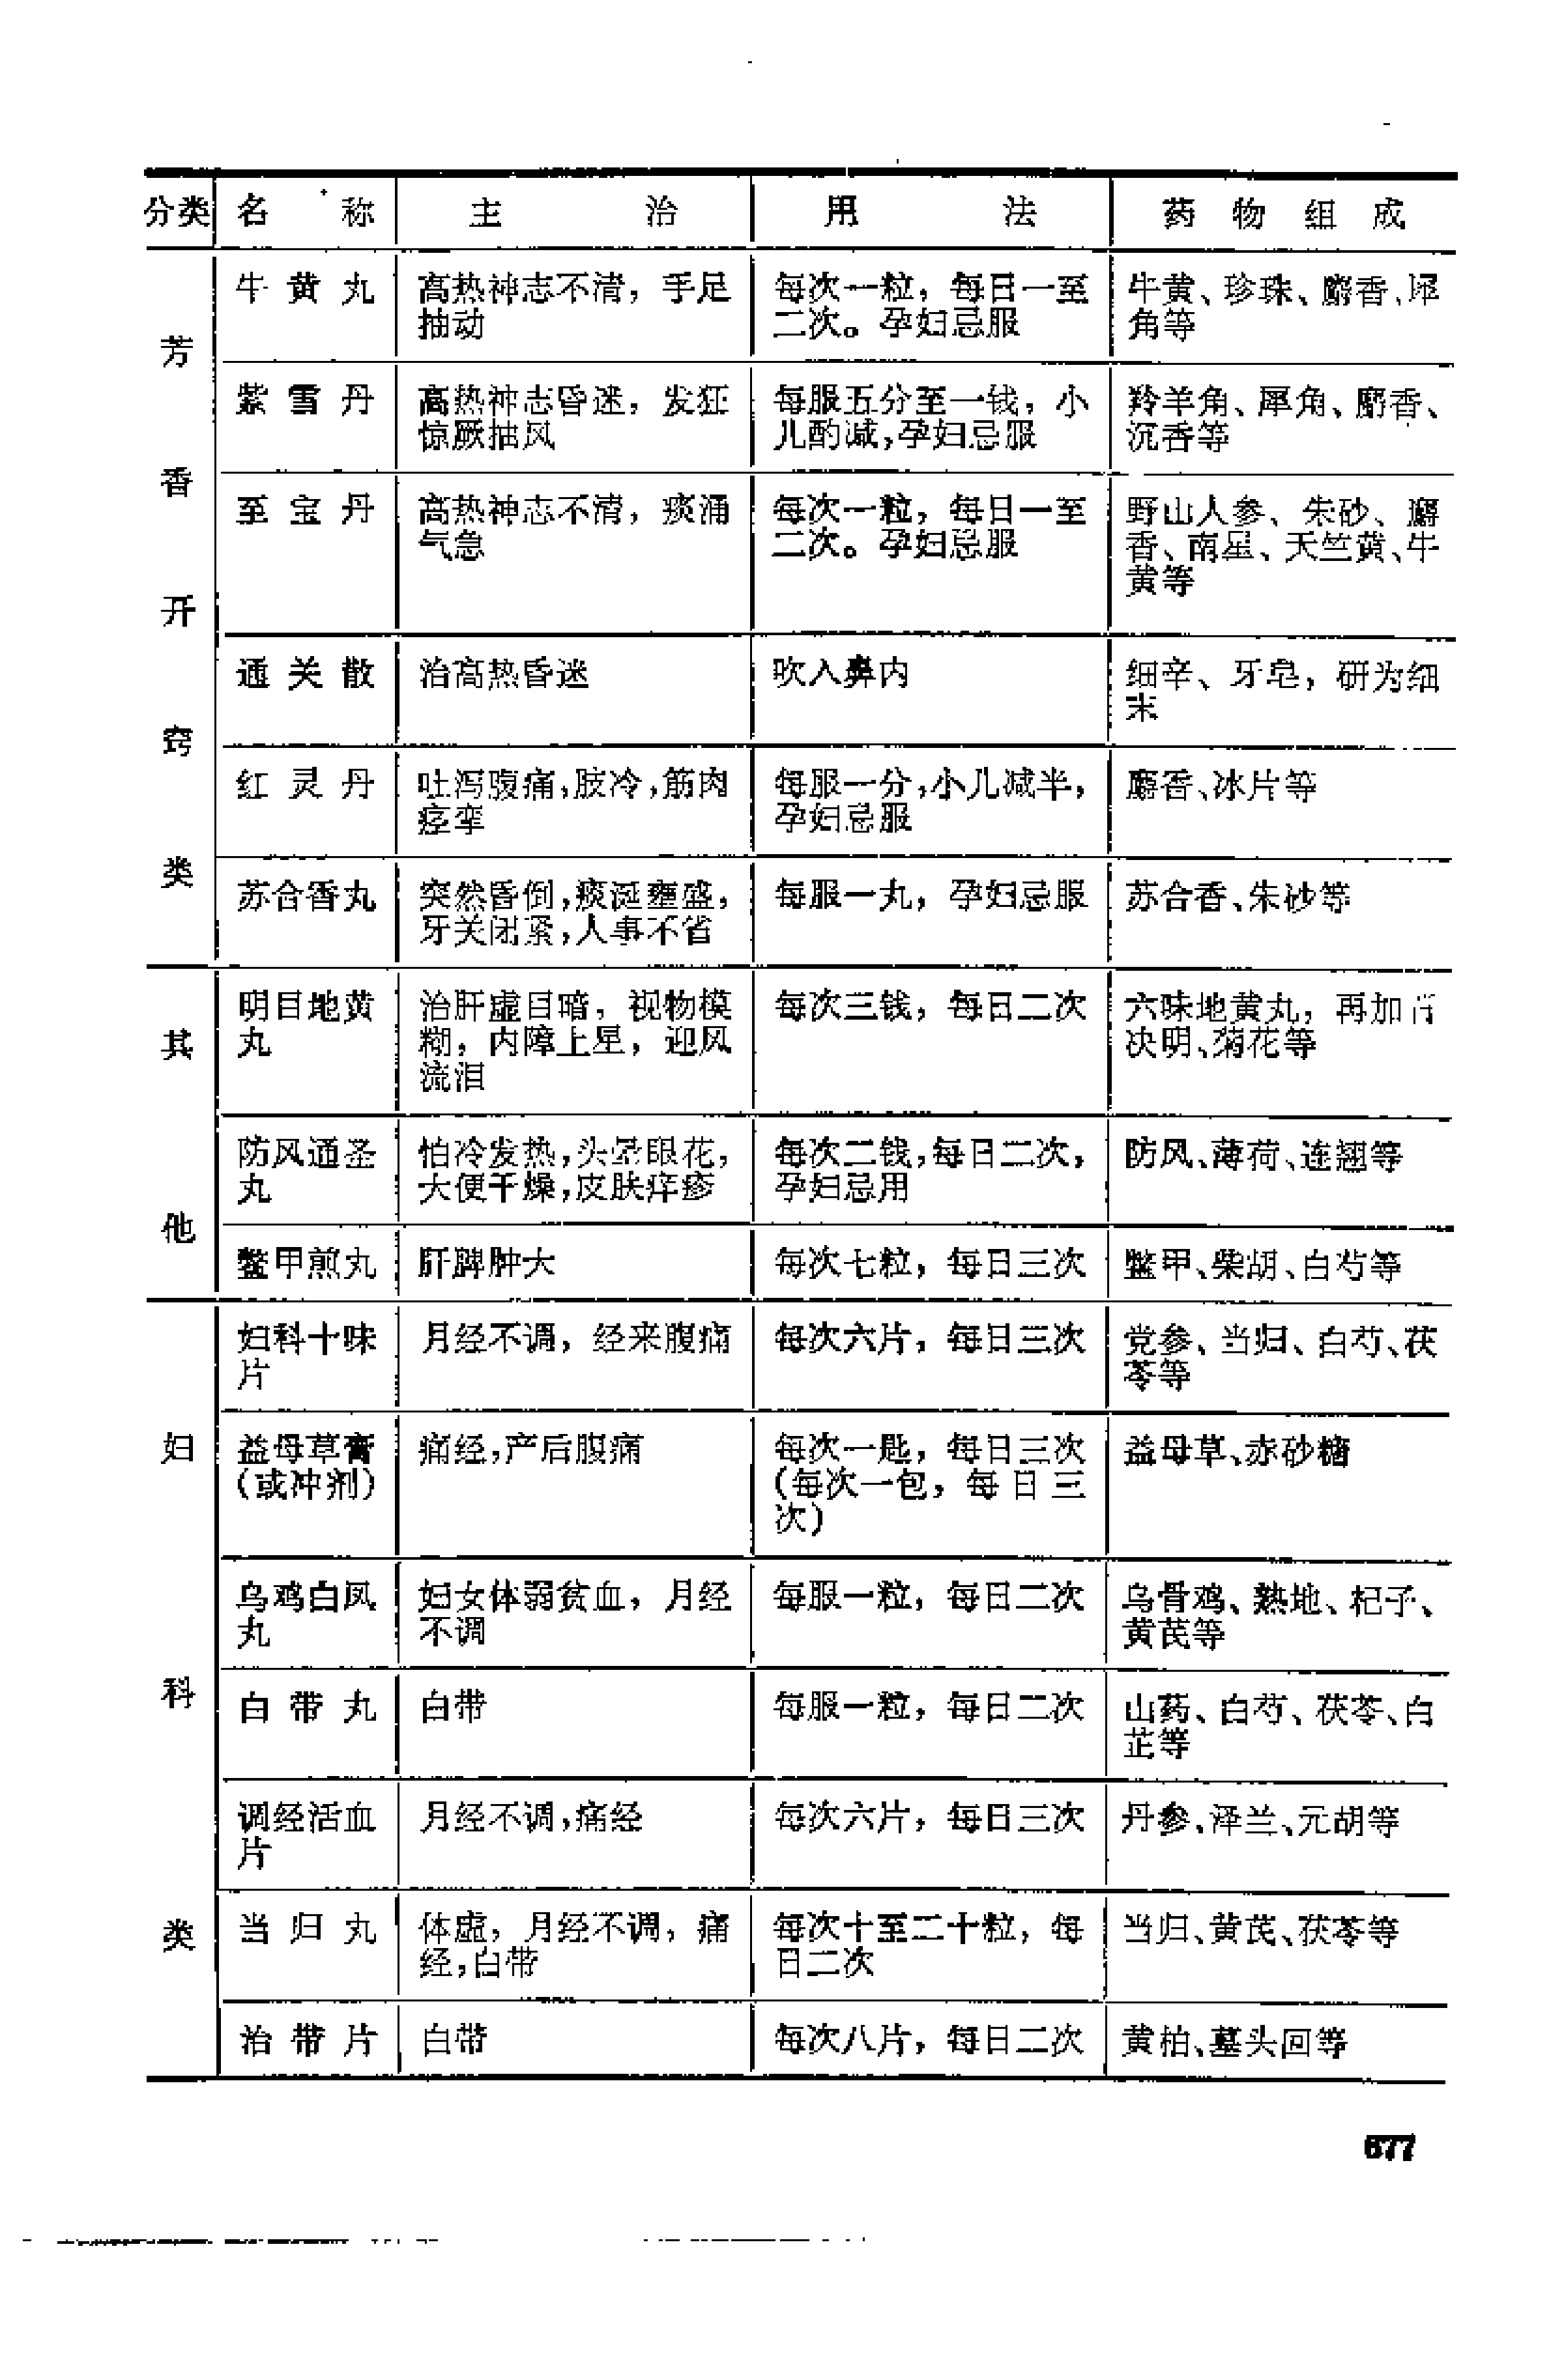 分类 名称 主治 用法 药物组成
芳香开窍类
牛黄丸 高热神志不清，手足 每次一粒，每日一至 牛黄、珍珠、麝香、犀
抽动 二次。孕妇忌服 角等
紫雪丹 高热神志昏迷，发狂 每服五分至一钱，小 羚羊角、犀角、麝香、
惊厥抽风 儿酌减，孕妇忌服 沉香等
至宝丹 高热神志不清，痰涌 每次一粒，每日一至 野山人参、朱砂、麝
气急 二次。孕妇忌服 香、南星、天竺黄、牛
黄等
通关散 治高热昏迷 吹入鼻内 细辛、牙皂，研为细
末
红灵丹 吐泻腹痛，肢冷，筋肉 每服一分，小儿减半， 麝香、冰片等
痉挛 孕妇忌服
苏合香丸 突然昏倒，痰涎壅盛， 每服一丸，孕妇忌服 苏合香、朱砂等
牙关闭紧，人事不省
其他
明目地黄 治肝虚目暗，视物模 每次三钱，每日二次 六味地黄丸，再加
丸 糊，内障上星，迎风 决明、菊花等
流泪
防风通圣 怕冷发热，头晕眼花， 每次二钱，每日二次， 防风、薄荷、连翘等
丸 大便干燥，皮肤痒疹 孕妇忌用
鳖甲煎丸 肝脾肿大 每次七粒，每日三次 鳖甲、柴胡、白芍等
妇科类
妇科十味 月经不调，经来腹痛 每次六片，每日三次 党参、当归、白芍、茯
片 苓等
益母草膏 痛经，产后腹痛 每次一匙，每日三次 益母草、赤砂糖
（或冲剂） （每次一包，每日三
次）
乌鸡白凤 妇女体弱贫血，月经 每服一粒，每日二次 乌骨鸡、熟地、杞子、
丸 不调 黄芪等
白带丸 白带 每服一粒，每日二次 山药、白芍、茯苓、白
芷等
调经活血 月经不调，痛经 每次六片，每日三次 丹参、泽兰、元胡等
片
当归丸 体虚，月经不调，痛 每次十至二十粒，每 当归、黄芪、茯苓等
经，白带 日二次
治带片 白带 每次八片，每日二次 黄柏、墓头回等
677